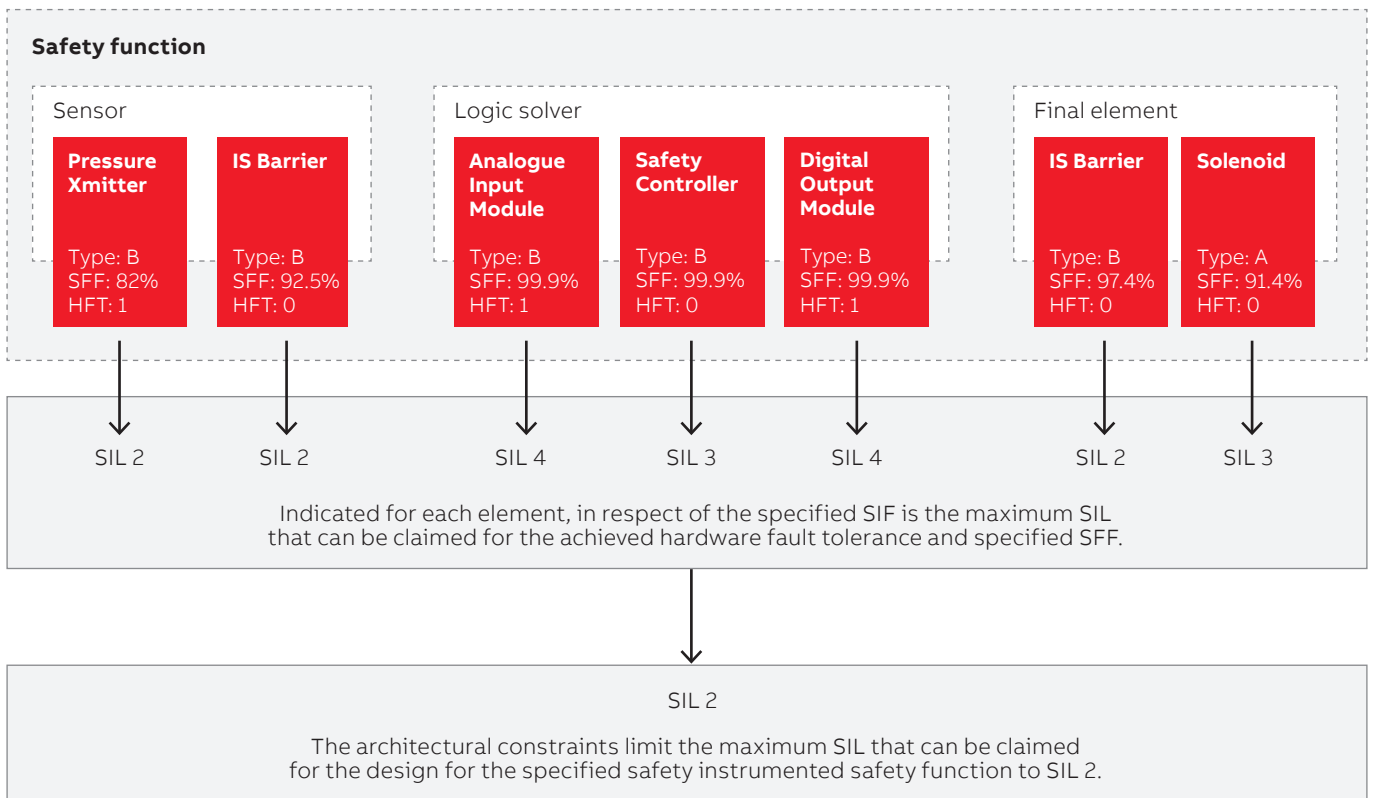 Safety function
Sensor
Pressure
Xmitter
Type: B
SFF: 82%
HFT: 1
IS Barrier
Type: B
SFF: 92.5%
HFT: 0
Logic solver
Analogue
Input
Module
Type: B
SFF: 99.9%
HFT: 1
Safety
Controller
Type: B
SFF: 99.9%
HFT: 0
Digital
Output
Module
Type: B
SFF: 99.9%
HFT: 1
Final element
IS Barrier
Type: B
SFF: 97.4%
HFT: 0
Solenoid
Type: A
SFF: 91.4%
HFT: 0
SIL 2
SIL 2
SIL 4
SIL 3
SIL 4
SIL 2
SIL 3
Indicated for each element, in respect of the specified SIF is the maximum SIL
that can be claimed for the achieved hardware fault tolerance and specified SFF.
SIL 2
The architectural constraints limit the maximum SIL that can be claimed
for the design for the specified safety instrumented safety function to SIL 2.